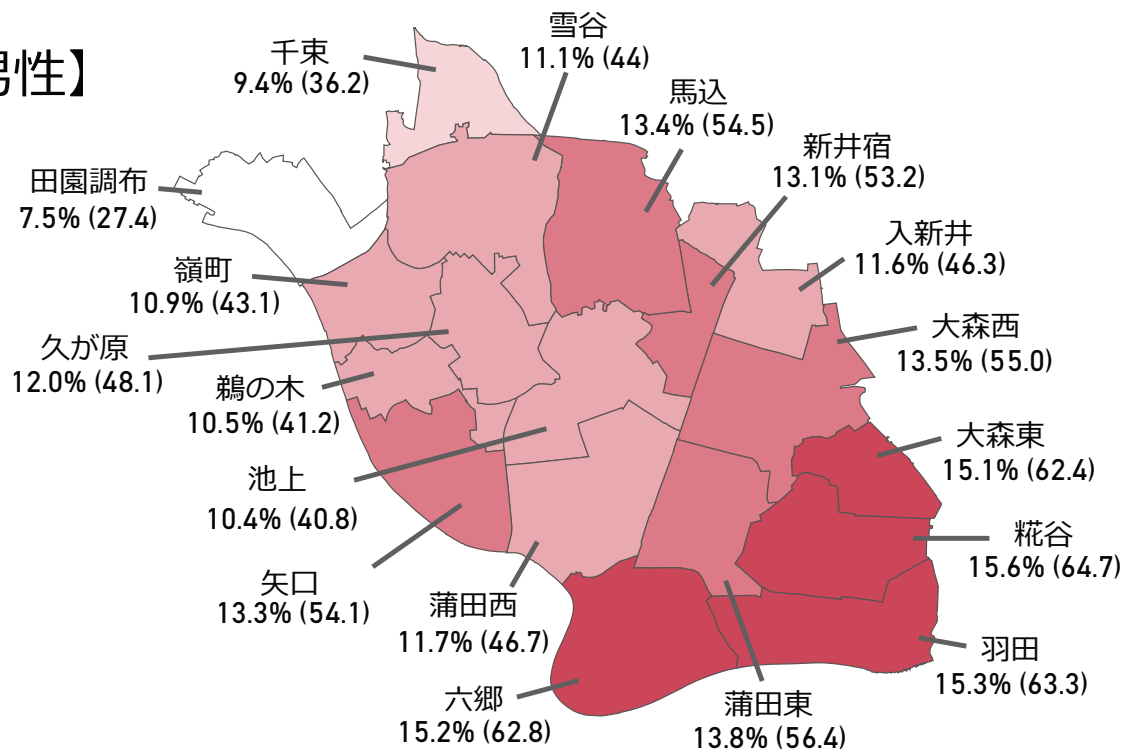 男性】
雪谷
11.1% (44)
千束
9.4% (36.2)
馬込
13.4% (54.5)
新井宿
13.1% (53.2)
田園調布
7.5% (27.4)
入新井
11.6% (46.3)
嶺町
10.9% (43.1)
大森西
13.5% (55.0)
久が原
12.0% (48.1)
鵜の木
10.5% (41.2)
大森東
15.1% (62.4)
池上
10.4% (40.8)
糀谷
15.6% (64.7)
矢口
13.3% (54.1)
蒲田西
11.7% (46.7)
羽田
15.3% (63.3)
六郷
15.2% (62.8)
蒲田東
13.8% (56.4)